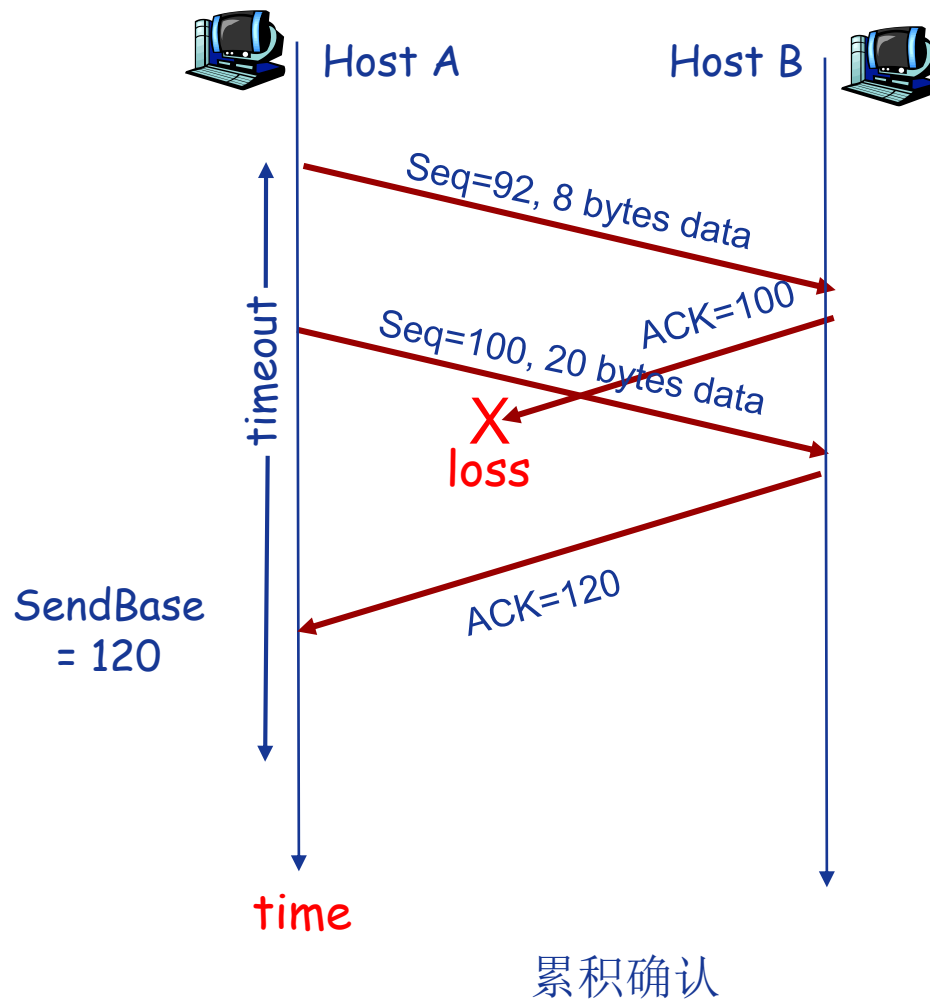 Host A
Host B
Seq=92, 8 bytes data
ACK=100
timeout
Seq=100, 20 bytes data
X
loss
ACK=120
SendBase
= 120
time
累积确认